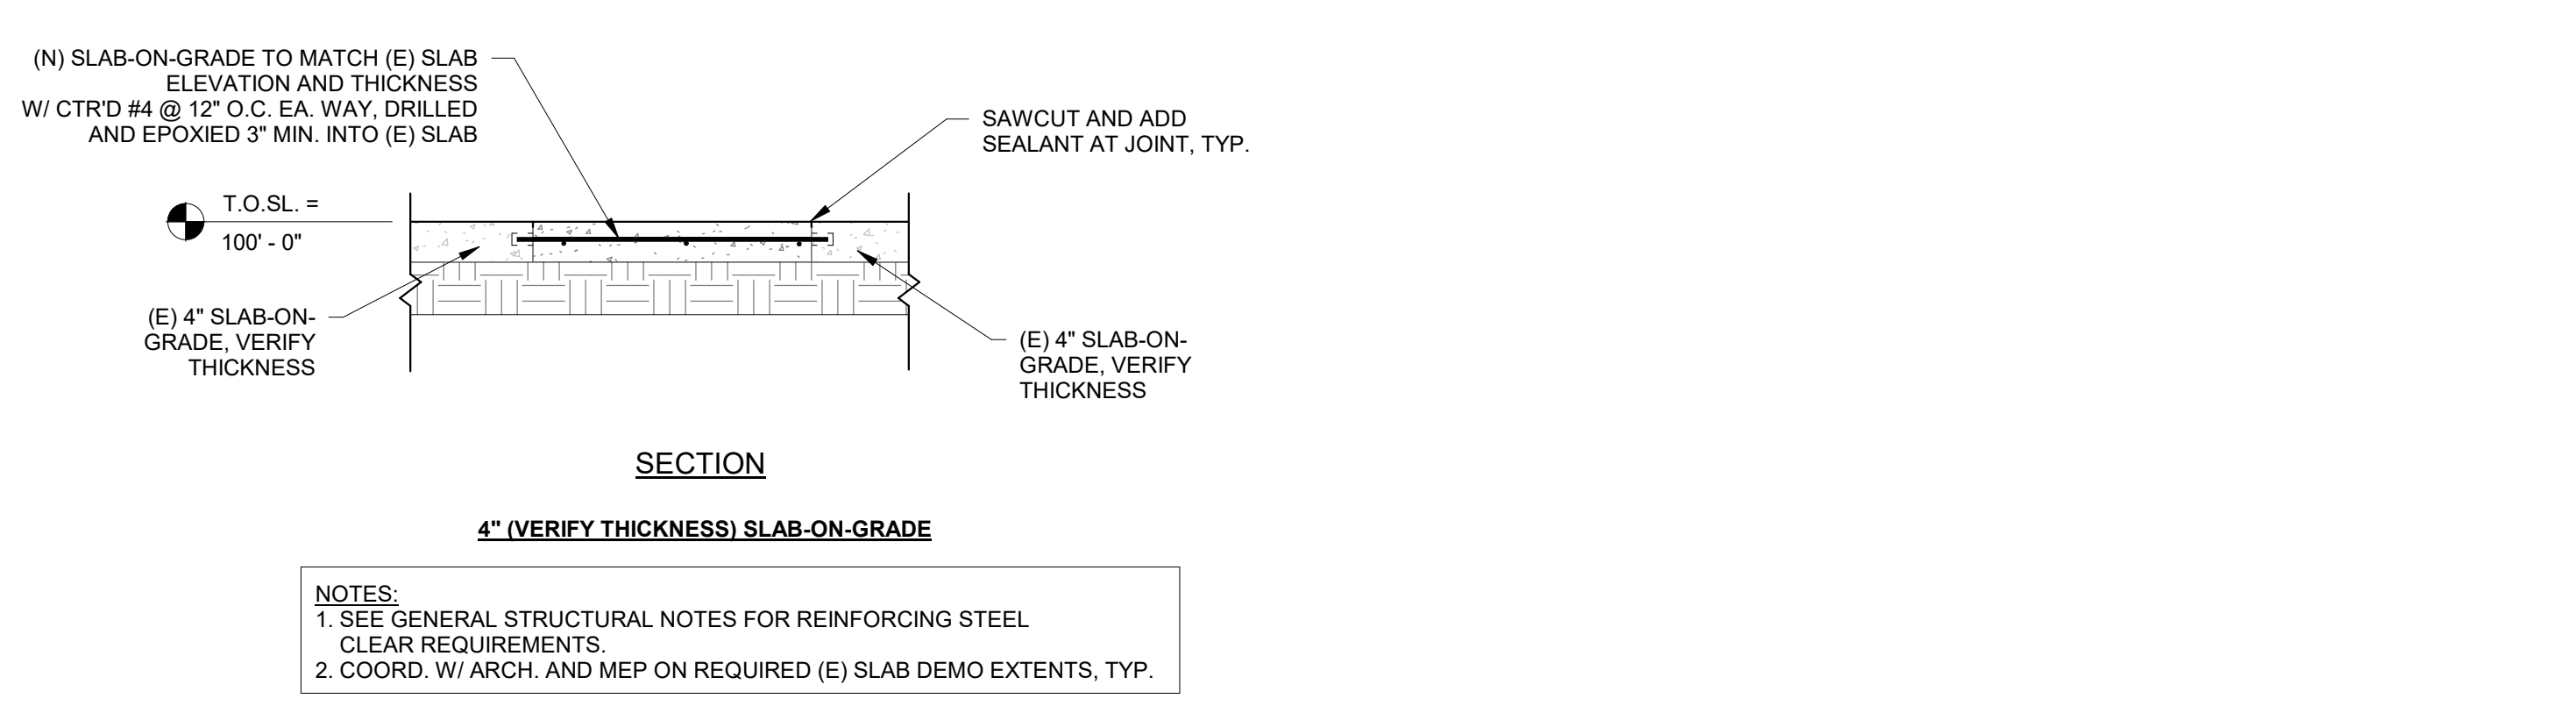 (N) SLAB-ON-GRADE TO MATCH (E) SLAB
ELEVATION AND THICKNESS
W/ CTR'D #4 @ 12" O.C. EA. WAY, DRILLED
AND EPOXIED 3" MIN. INTO (E) SLAB
SAWCUT AND ADD
SEALANT AT JOINT, TYP.
T.O.SL. =
100' - 0"
(E) 4" SLAB-ON-
GRADE, VERIFY
THICKNESS
(E) 4" SLAB-ON-
GRADE, VERIFY
THICKNESS
SECTION
4" (VERIFY THICKNESS) SLAB-ON-GRADE
NOTES:
1. SEE GENERAL STRUCTURAL NOTES FOR REINFORCING STEEL
CLEAR REQUIREMENTS.
2. COORD. W/ ARCH. AND MEP ON REQUIRED (E) SLAB DEMO EXTENTS, TYP.